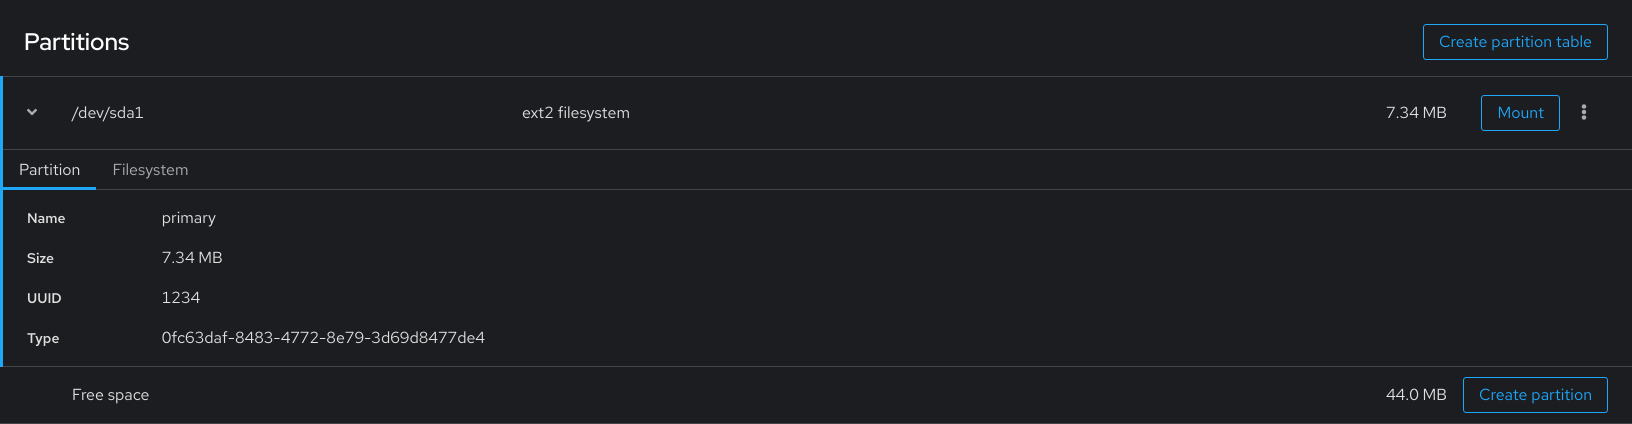 Partitions
Create partition table
/dev/sda1 ext2 filesystem 7.34 MB Mount
Partition Filesystem
Name primary
Size 7.34 MB
UUID 1234
Type 0fc63daf-8483-4772-8e79-3d69d8477de4
Free space 44.0 MB Create partition